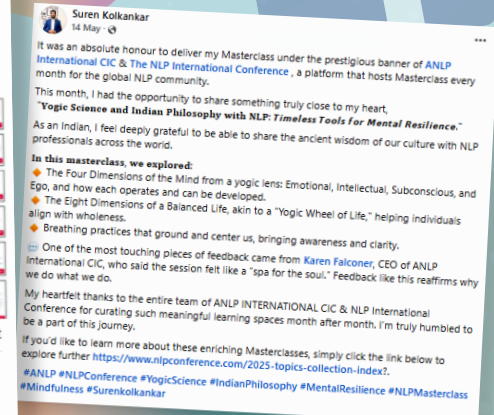 Suren Kolkankar
14 May ·
It was an absolute honour to deliver my Masterclass under the prestigious banner of ANLP
International CIC & The NLP International Conference , a platform that hosts Masterclass every
month for the global NLP community.
This month, I had the opportunity to share something truly close to my heart,
"Yogic Science and Indian Philosophy with NLP: Timeless Tools for Mental Resilience."
As an Indian, I feel deeply grateful to be able to share the ancient wisdom of our culture with NLP
professionals across the world.
In this masterclass, we explored:
🔸 The Four Dimensions of the Mind from a yogic lens: Emotional, Intellectual, Subconscious, and
Ego, and how each operates and can be developed.
🔸 The Eight Dimensions of a Balanced Life, akin to a "Yogic Wheel of Life," helping individuals
align with wholeness.
🔸 Breathing practices that ground and center us, bringing awareness and clarity.
💬 One of the most touching pieces of feedback came from Karen Falconer, CEO of ANLP
International CIC, who said the session felt like a "spa for the soul." Feedback like this reaffirms why
we do what we do.
My heartfelt thanks to the entire team of ANLP INTERNATIONAL CIC & NLP International
Conference for curating such meaningful learning spaces month after month. I'm truly humbled to
be a part of this journey.
If you'd like to learn more about these enriching Masterclasses, simply click the link below to
explore further https://www.nlpconference.com/2025-topics-collection-index?.
#ANLP #NLPConference #YogicScience #IndianPhilosophy #MentalResilience #NLPMasterclass
#Mindfulness #Surenkolkankar